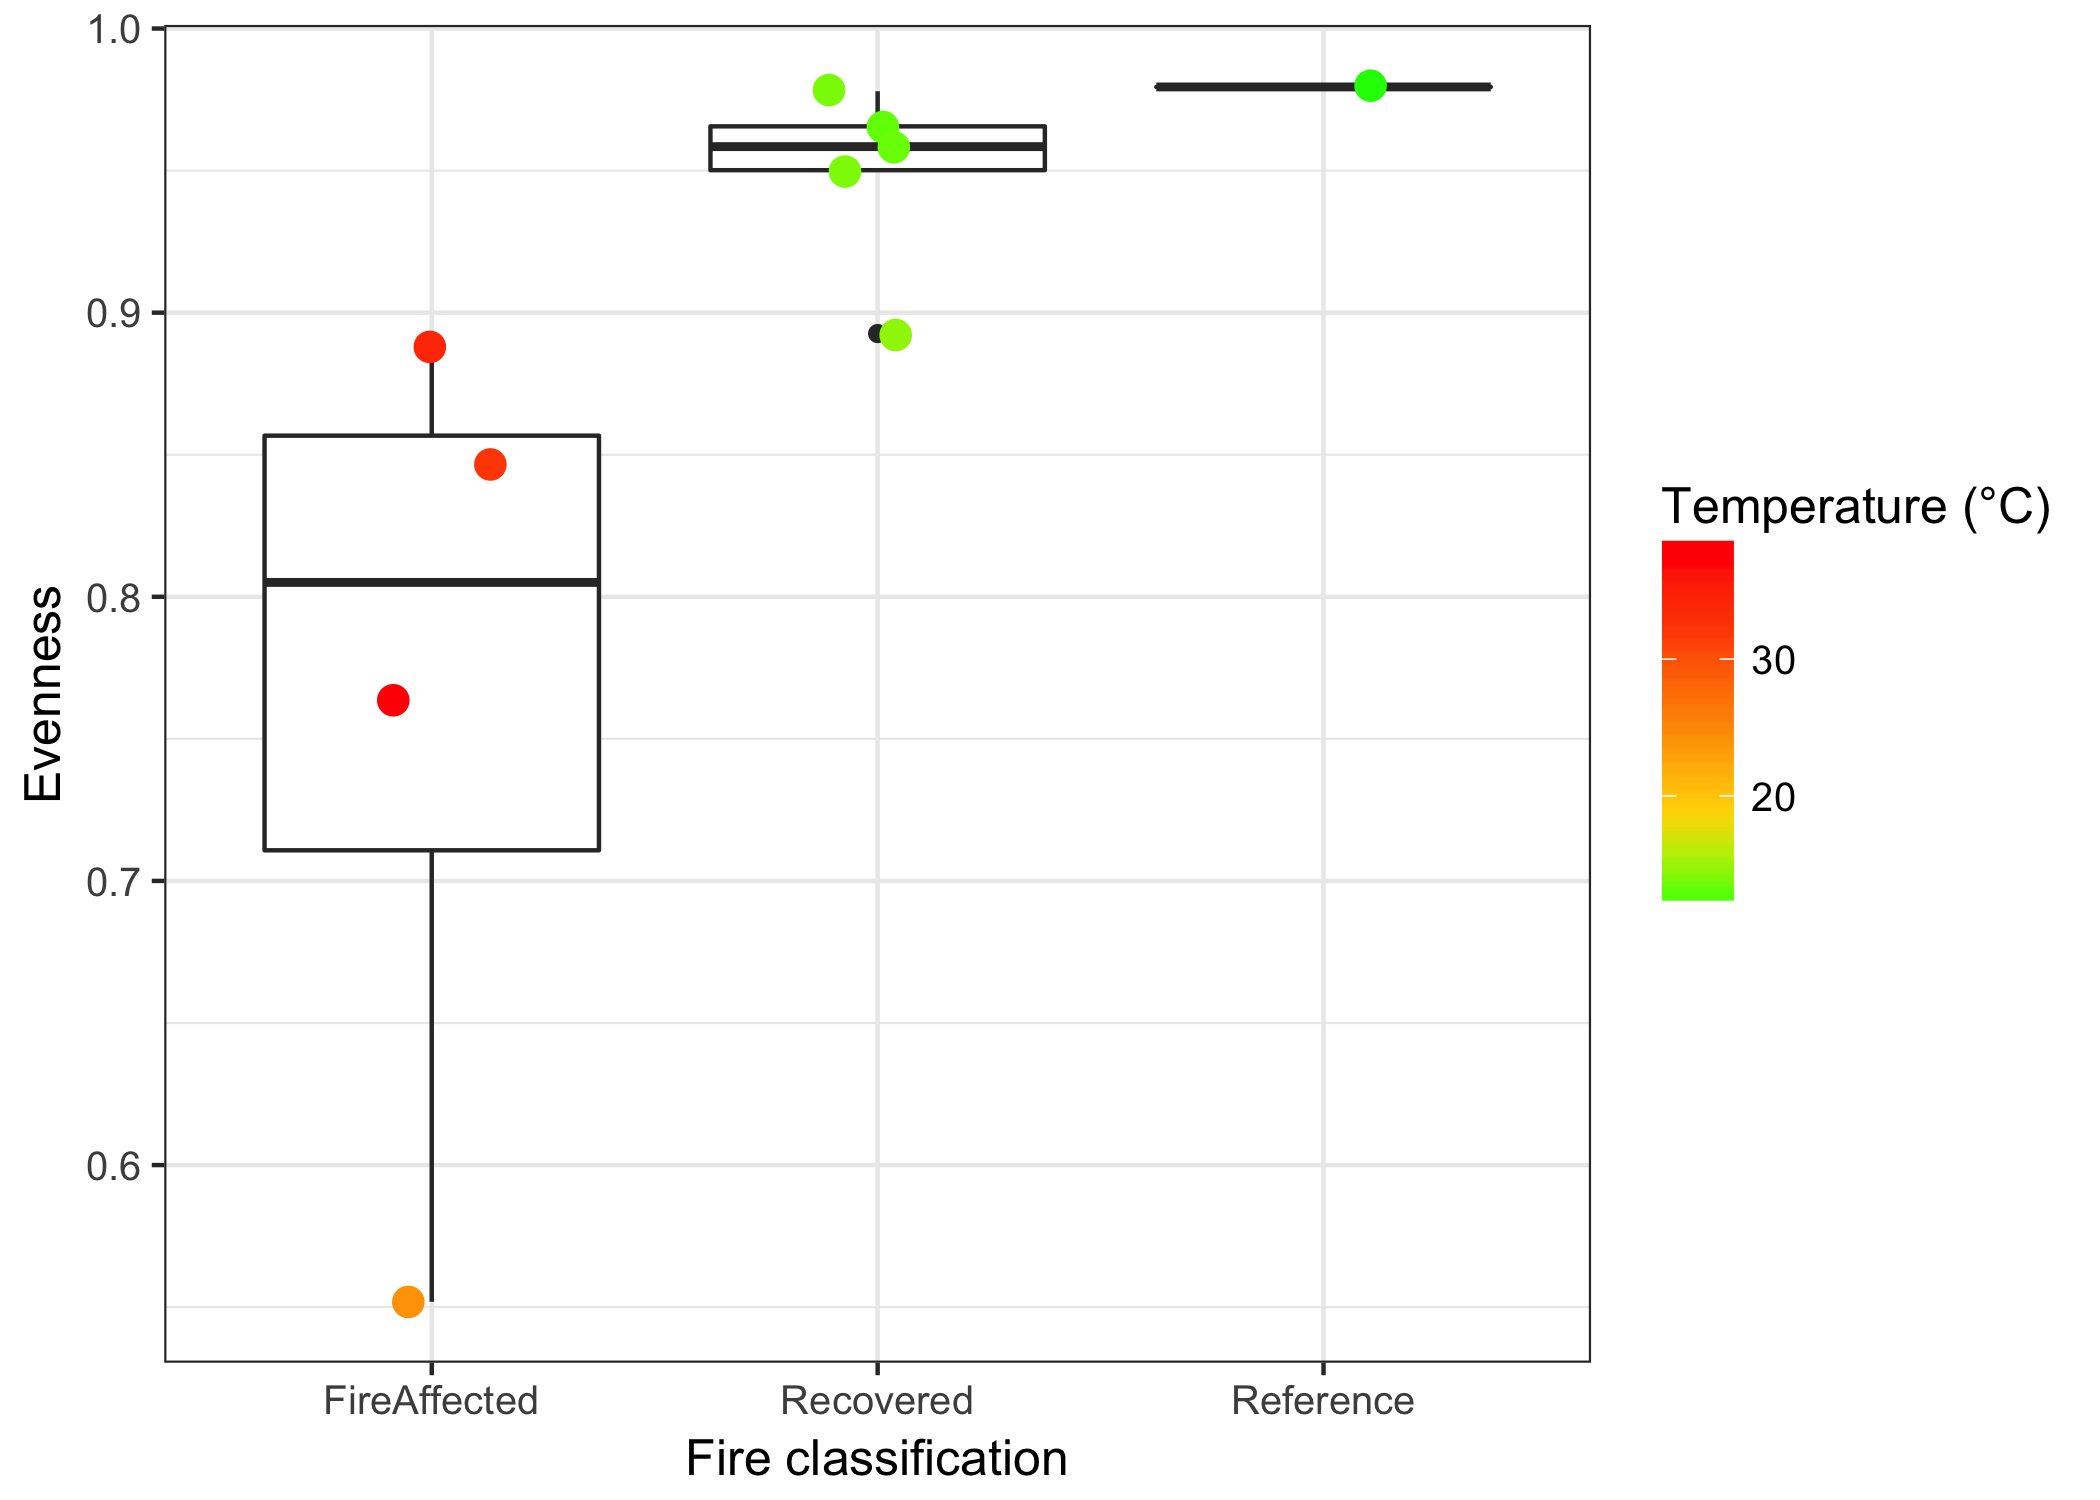 1.0
0.9
0.8
0.7
0.6
Evenness
FireAffected
Recovered
Reference
Fire classification
Temperature (°C)
30
20